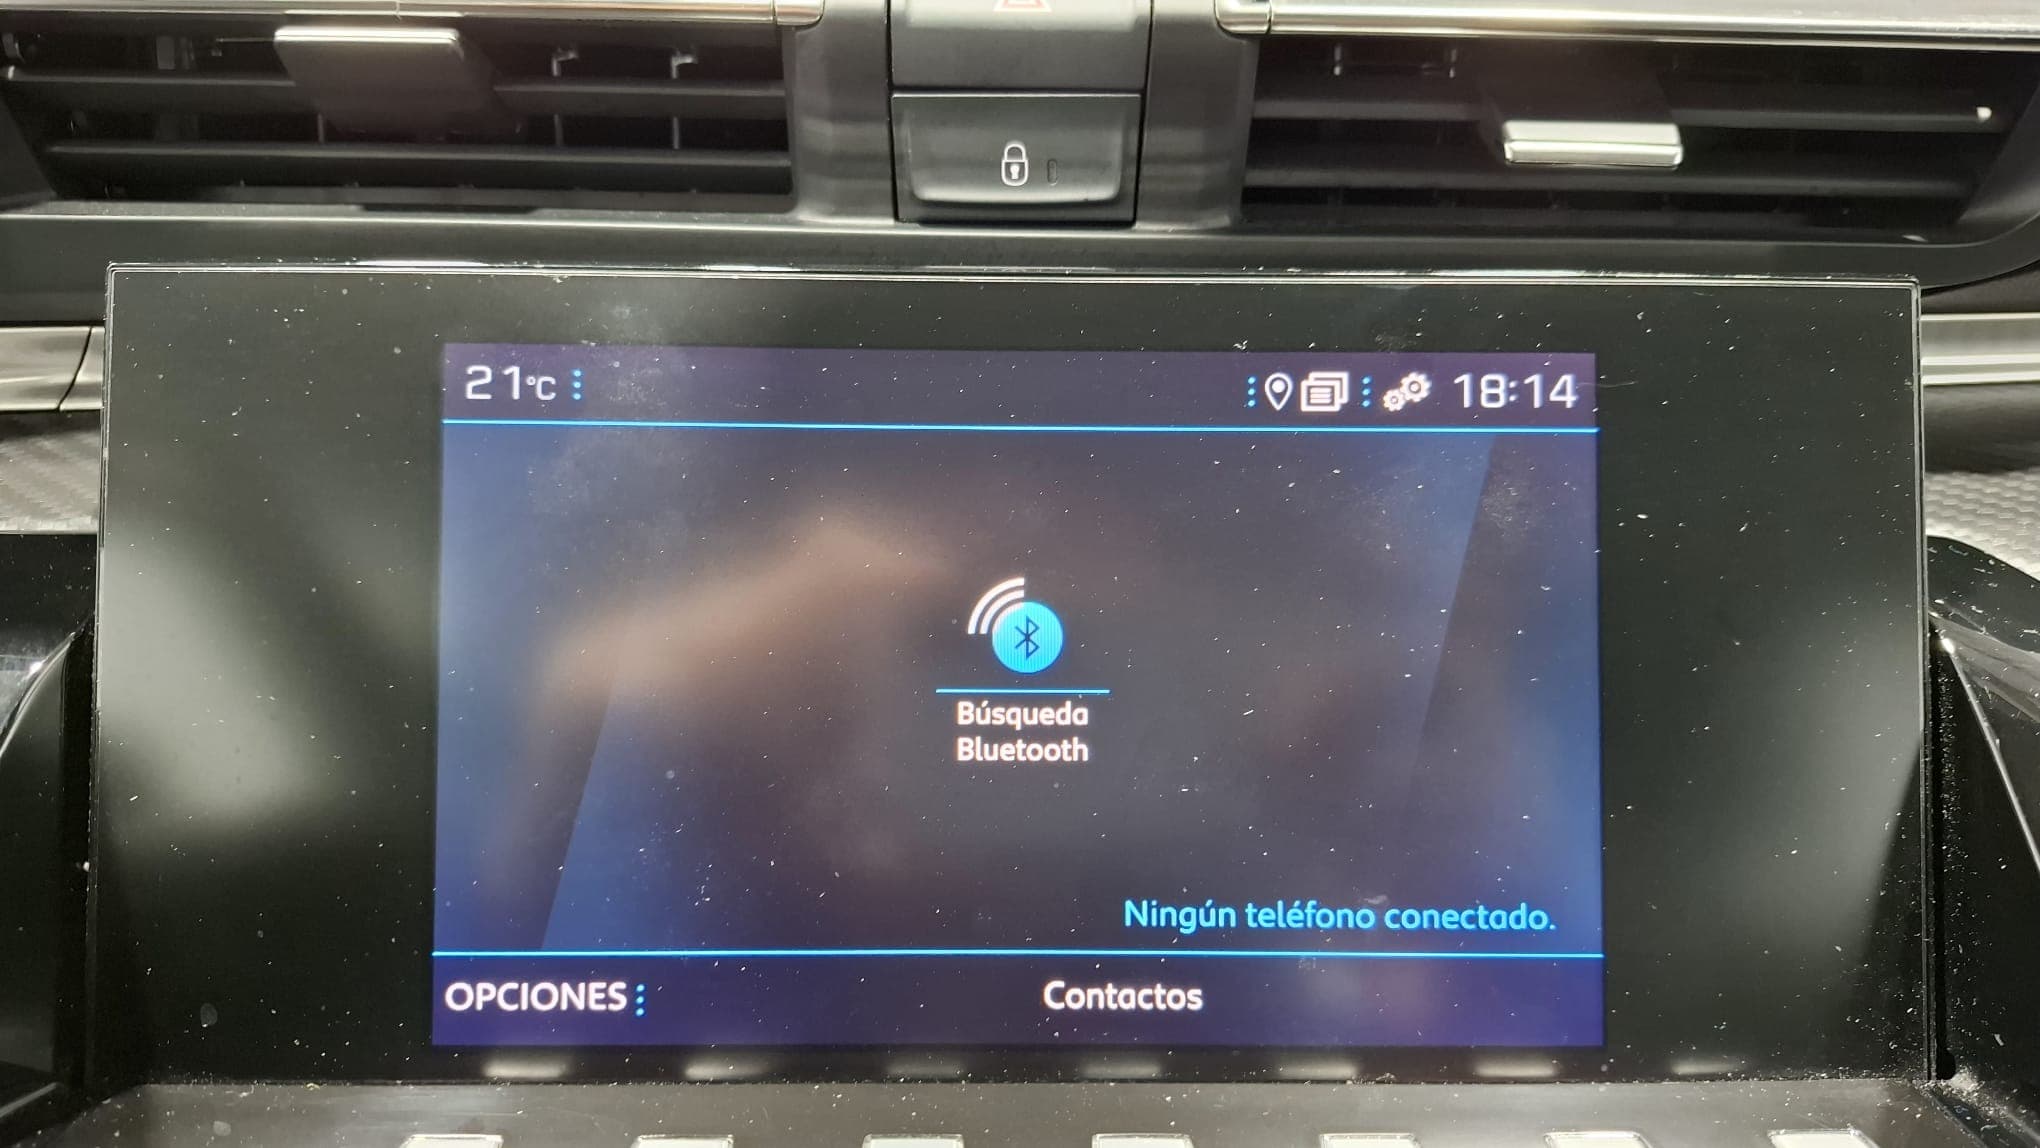 21°C
18:14
Búsqueda
Bluetooth
Ningún teléfono conectado.
OPCIONES
Contactos